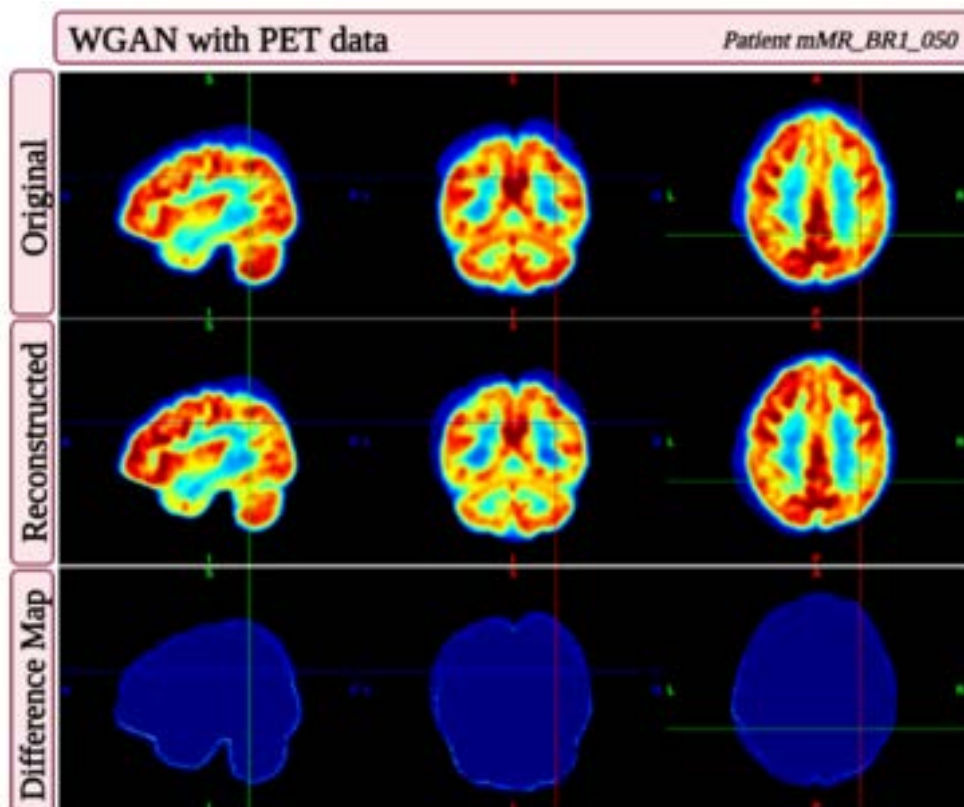 WGAN with PET data
Patient mMR_BR1_050
Original
L
R
Reconstructed
L
Difference Map
L